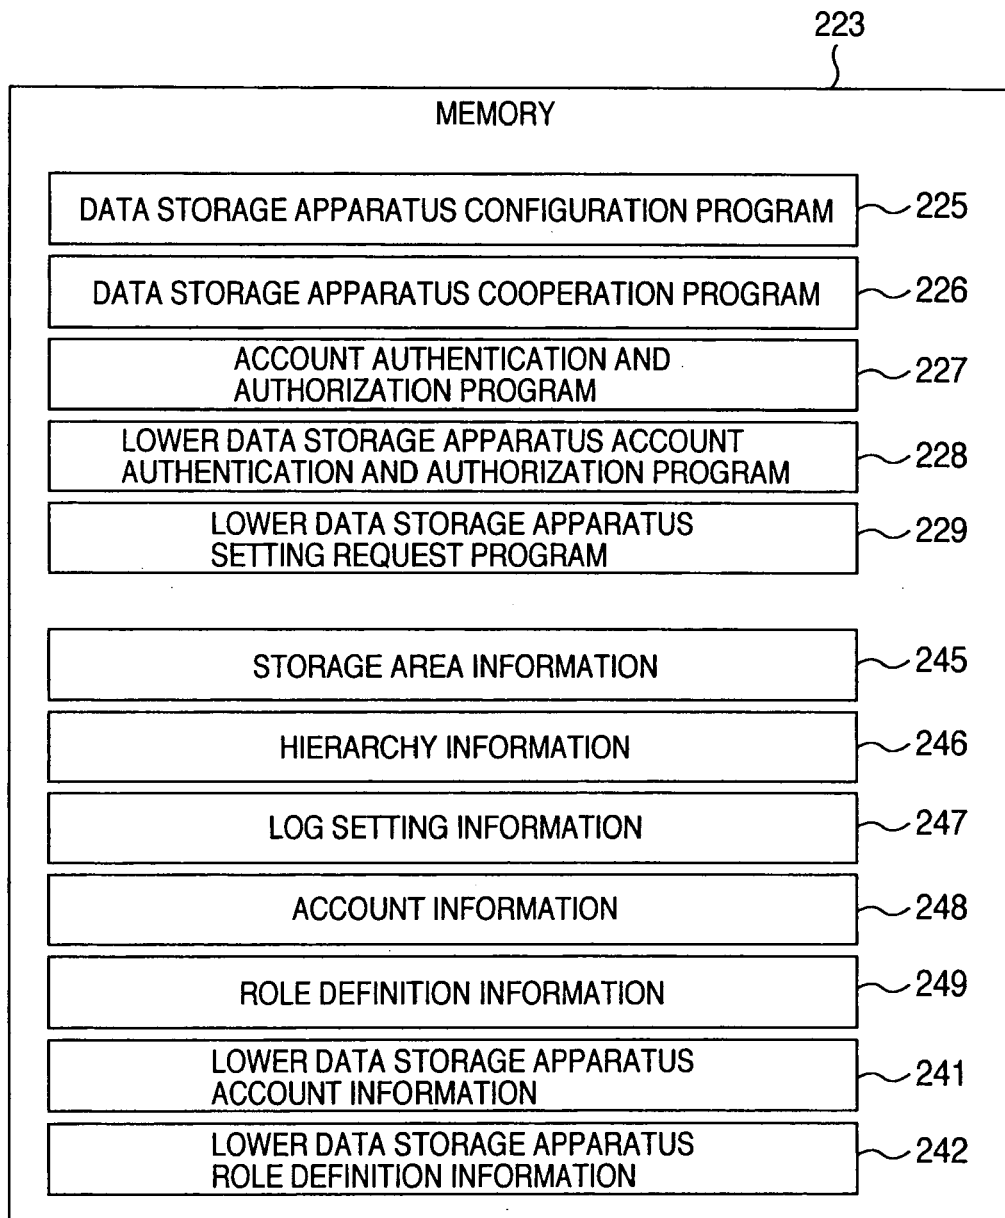 223
MEMORY
DATA STORAGE APPARATUS CONFIGURATION PROGRAM
225
DATA STORAGE APPARATUS COOPERATION PROGRAM
226
ACCOUNT AUTHENTICATION AND
AUTHORIZATION PROGRAM
227
LOWER DATA STORAGE APPARATUS ACCOUNT
AUTHENTICATION AND AUTHORIZATION PROGRAM
228
LOWER DATA STORAGE APPARATUS
SETTING REQUEST PROGRAM
229
STORAGE AREA INFORMATION
245
HIERARCHY INFORMATION
246
LOG SETTING INFORMATION
247
ACCOUNT INFORMATION
248
ROLE DEFINITION INFORMATION
249
LOWER DATA STORAGE APPARATUS
ACCOUNT INFORMATION
241
LOWER DATA STORAGE APPARATUS
ROLE DEFINITION INFORMATION
242